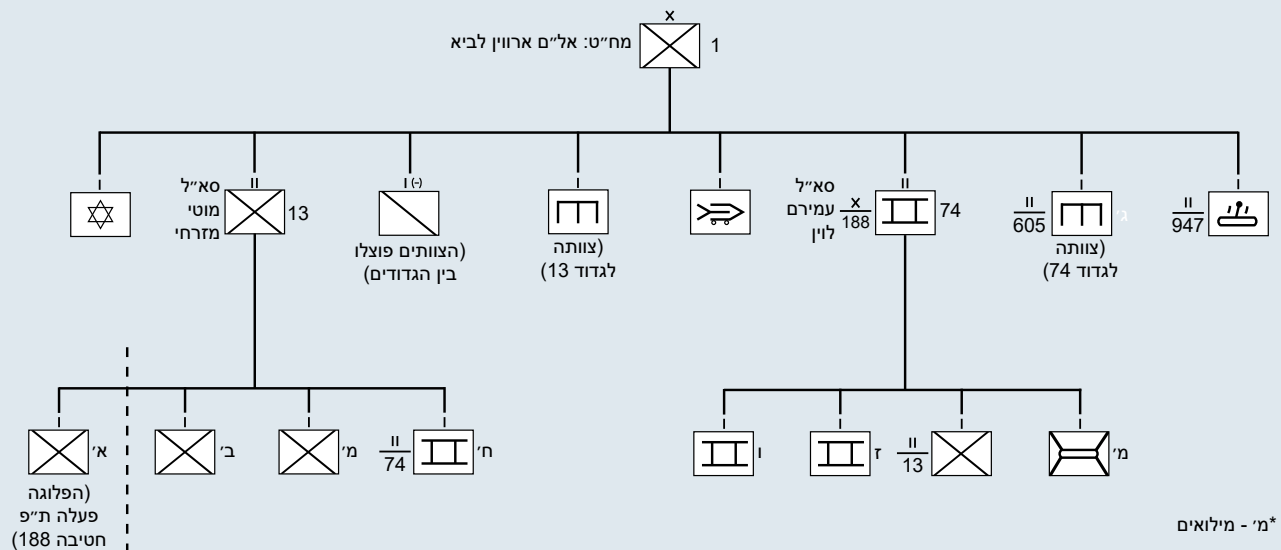 x
מח״ט: אל״ם ארווין לביא
1
סא״ל
מוטי
מזרחי
II
13
I (-)
(הצוותים פוצלו
בין הגדודים)
I
(צוותה
לגדוד 13)
I
סא״ל
עמירם
לוין
X
188
II
74
II
605
I
ג׳
(צוותה
לגדוד 74)
II
947
I
א׳
(הפלוגה
פעלה ת״פ
חטיבה 188)
ב׳
מ׳
II
74
ח׳
ו
ז
II
13
מ׳
*מ׳ - מילואים